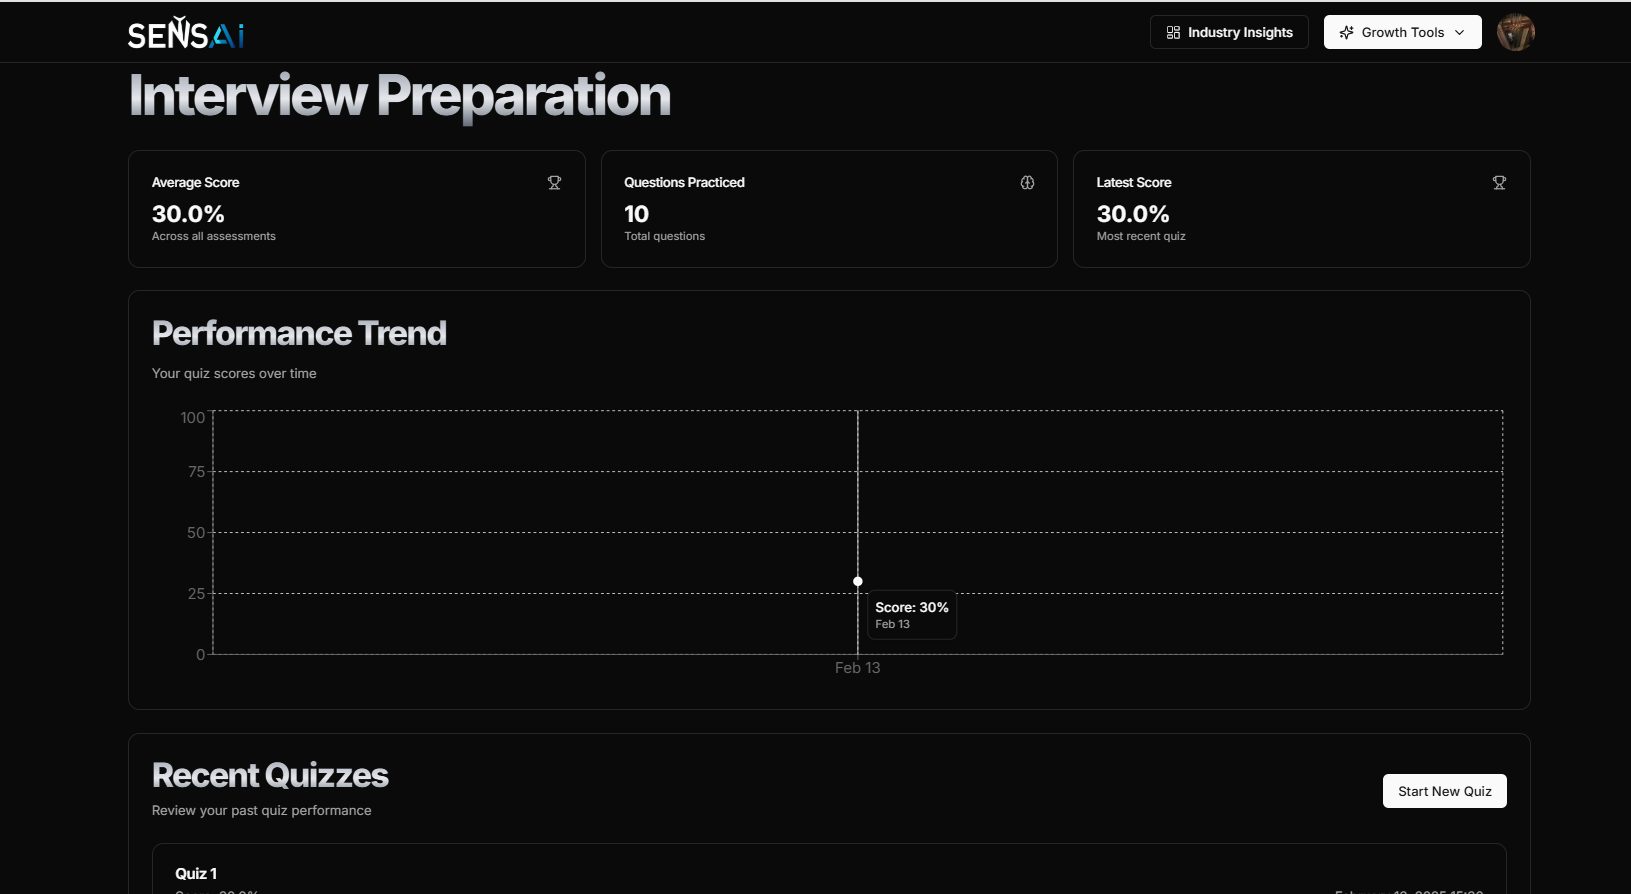 SENSAi
Industry Insights
Growth Tools
Interview Preparation
Average Score
30.0%
Across all assessments
Questions Practiced
10
Total questions
Latest Score
30.0%
Most recent quiz
Performance Trend
Your quiz scores over time
100
75
50
25
0
Score: 30%
Feb 13
Feb 13
Recent Quizzes
Review your past quiz performance
Start New Quiz
Quiz 1